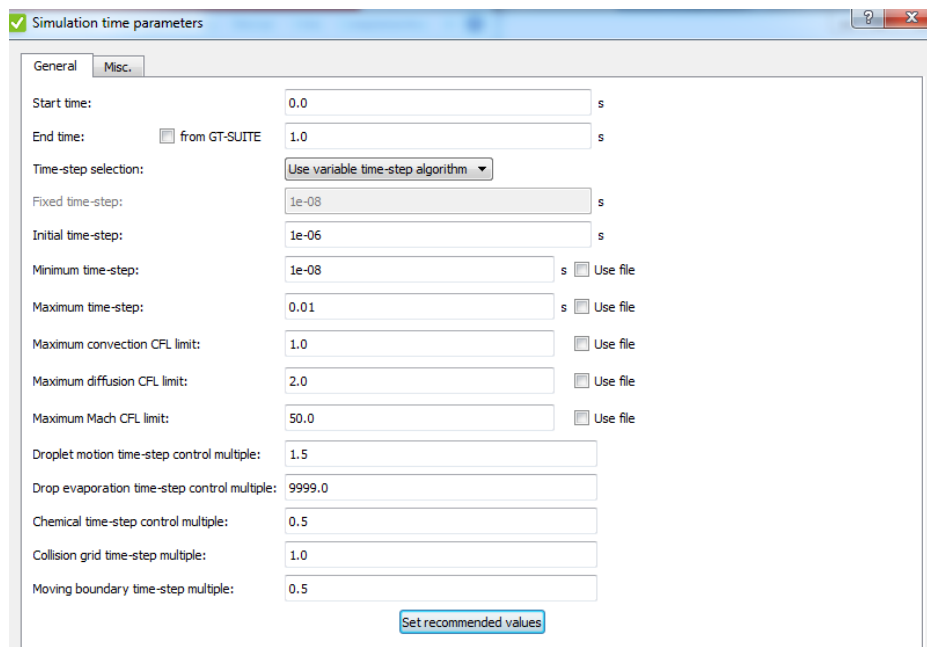 Simulation time parameters
General Misc.
Start time: 0.0 s
End time: from GT-SUITE 1.0 s
Time-step selection: Use variable time-step algorithm
Fixed time-step: 1e-08 s
Initial time-step: 1e-06 s
Minimum time-step: 1e-08 s Use file
Maximum time-step: 0.01 s Use file
Maximum convection CFL limit: 1.0 Use file
Maximum diffusion CFL limit: 2.0 Use file
Maximum Mach CFL limit: 50.0 Use file
Droplet motion time-step control multiple: 1.5
Drop evaporation time-step control multiple: 9999.0
Chemical time-step control multiple: 0.5
Collision grid time-step multiple: 1.0
Moving boundary time-step multiple: 0.5
Set recommended values